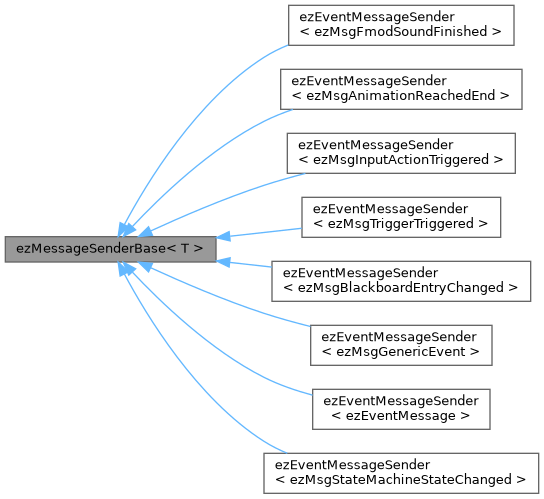 ezEventMessageSender
< ezMsgFmodSoundFinished >
ezEventMessageSender
< ezMsgAnimationReachedEnd >
ezEventMessageSender
< ezMsgInputActionTriggered >
ezEventMessageSender
< ezMsgTriggerTriggered >
ezMessageSenderBase< T >
ezEventMessageSender
< ezMsgBlackboardEntryChanged >
ezEventMessageSender
< ezMsgGenericEvent >
ezEventMessageSender
< ezEventMessage >
ezEventMessageSender
< ezMsgStateMachineStateChanged >